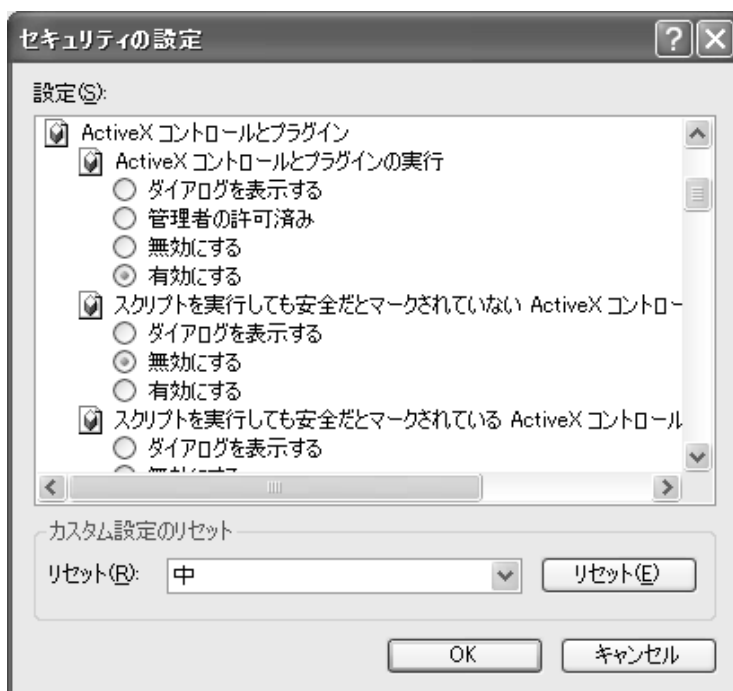 セキュリティの設定
設定(S):
ActiveX コントロールとプラグイン
ActiveX コントロールとプラグインの実行
ダイアログを表示する
管理者の許可済み
無効にする
有効にする
スクリプトを実行しても安全だとマークされていない ActiveX コントロー
ダイアログを表示する
無効にする
有効にする
スクリプトを実行しても安全だとマークされている ActiveX コントロール
ダイアログを表示する
カスタム設定のリセット
リセット(R): 中 リセット(E)
OK キャンセル